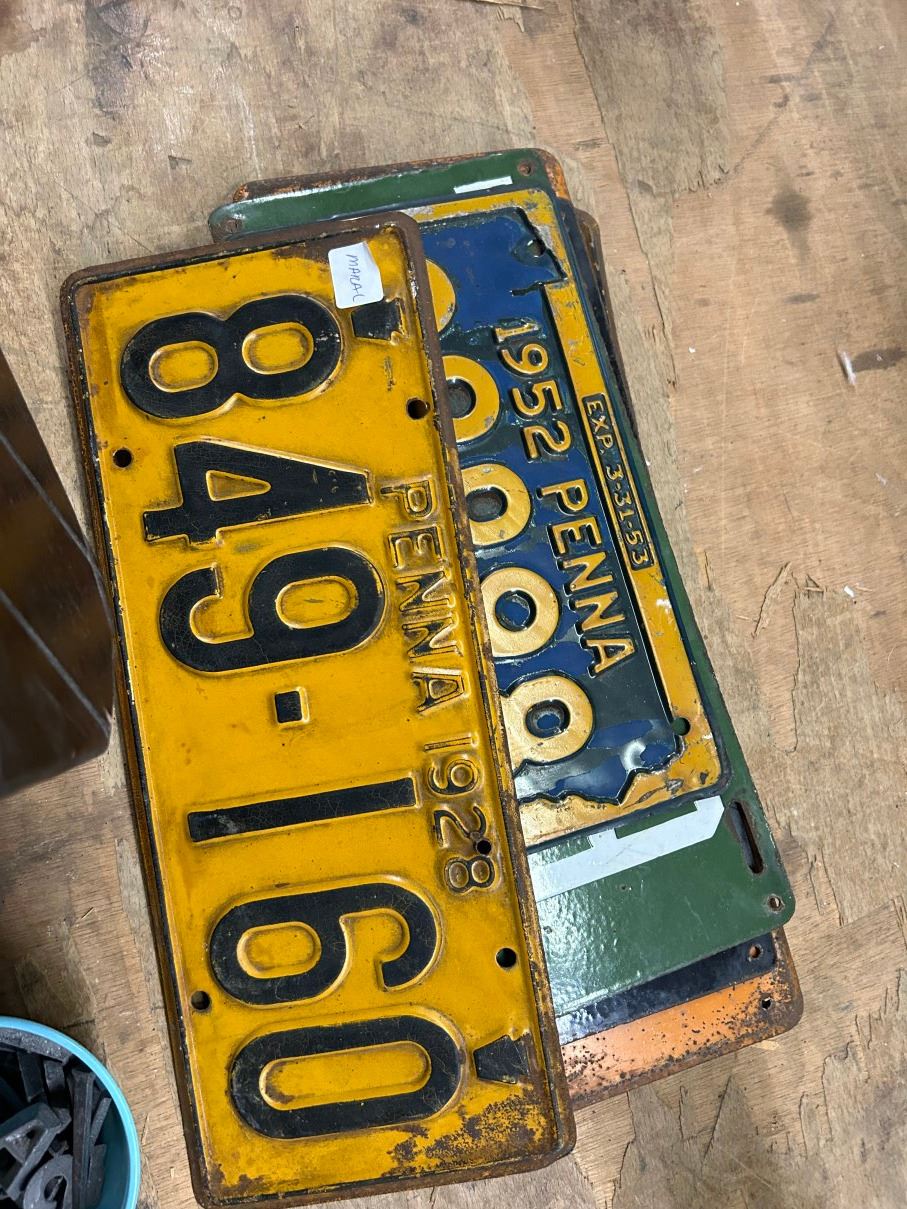 PENNA 1928
849-160
EXP. 3-31-53
1952 PENNA